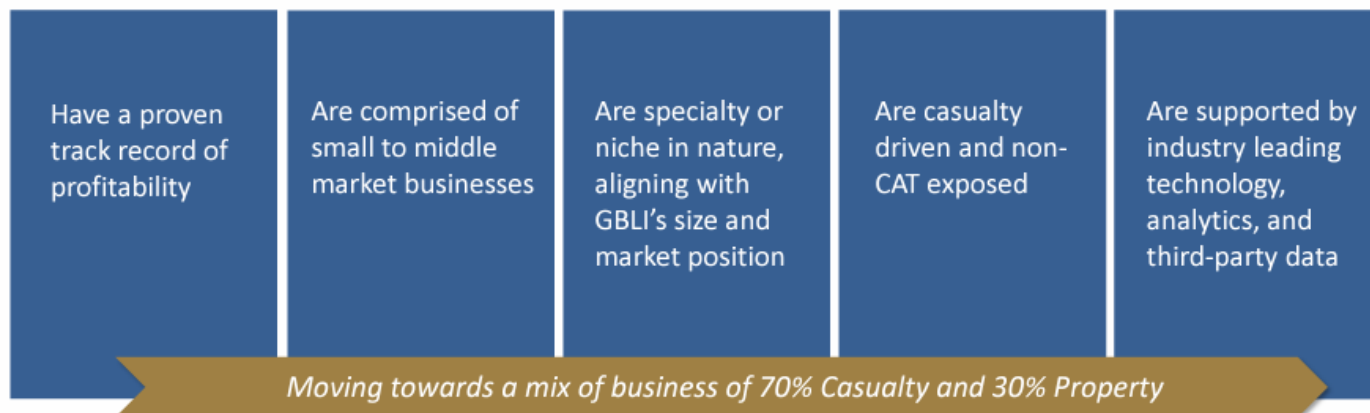 Have a proven
track record of
profitability
Are comprised of
small to middle
market businesses
Are specialty or
niche in nature,
aligning with
GBLI’s size and
market position
Are casualty
driven and non-
CAT exposed
Are supported by
industry leading
technology,
analytics, and
third-party data
Moving towards a mix of business of 70% Casualty and 30% Property